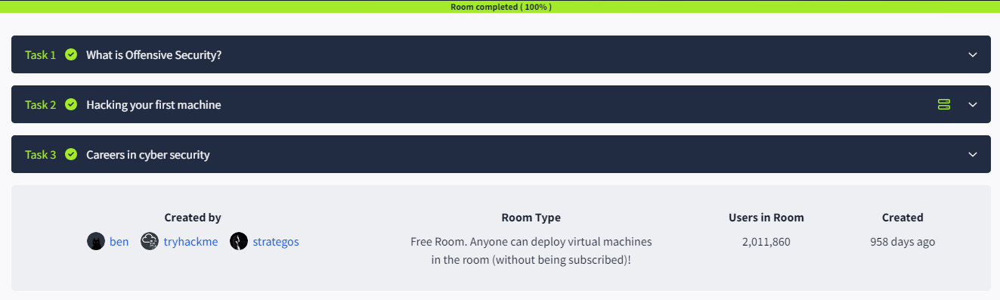 Room completed ( 100% )
Task 1 What is Offensive Security?
Task 2 Hacking your first machine
Task 3 Careers in cyber security
Created by
ben tryhackme strategos
Room Type
Free Room. Anyone can deploy virtual machines
in the room (without being subscribed)!
Users in Room
2,011,860
Created
958 days ago